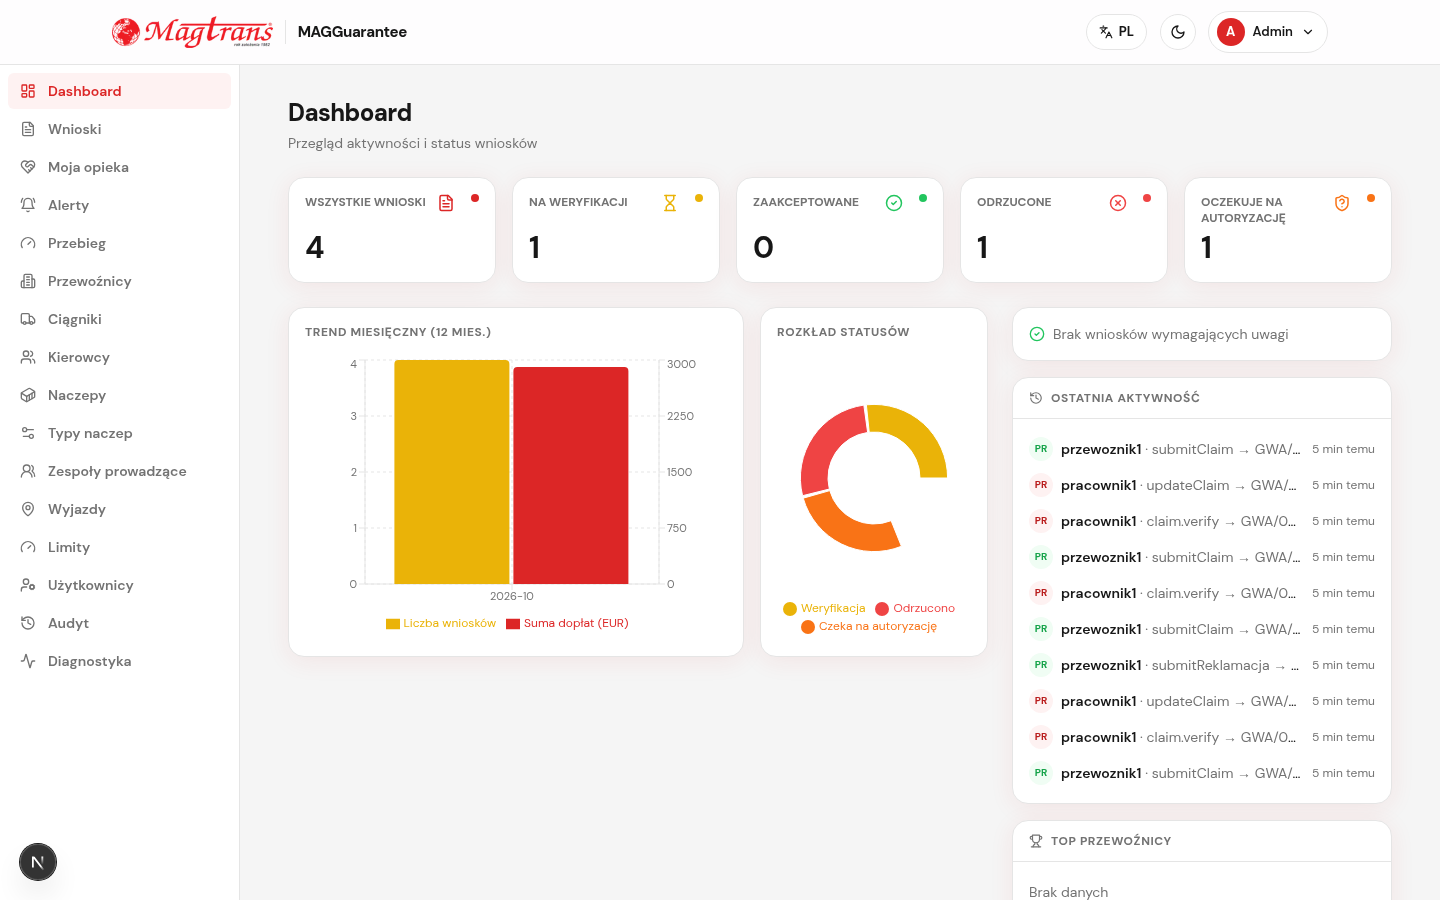 Magtrans
MAGGuarantee
PL
A
Admin
Dashboard
Wnioski
Moja opieka
Alerty
Przebieg
Przewoźnicy
Ciągniki
Kierowcy
Naczepy
Typy naczep
Zespoły prowadzące
Wyjazdy
Limity
Użytkownicy
Audyt
Diagnostyka
N
Dashboard
Przegląd aktywności i status wniosków
WSZYSTKIE WNIOSKI
4
NA WERYFIKACJI
1
ZAAKCEPTOWANE
0
ODRZUCONE
1
OCZEKUJE NA
AUTORYZACJĘ
1
TREND MIESIĘCZNY (12 MIES.)
4
3
2
1
0
3000
2250
1500
750
0
2026-10
Liczba wniosków
Suma dopłat (EUR)
ROZKŁAD STATUSÓW
Weryfikacja
Odrzucono
Czeka na autoryzację
Brak wniosków wymagających uwagi
OSTATNIA AKTYWNOŚĆ
PR przewoznik1 · submitClaim → GWA/... 5 min temu
PR pracownik1 · updateClaim → GWA/... 5 min temu
PR pracownik1 · claim.verify → GWA/0... 5 min temu
PR przewoznik1 · submitClaim → GWA/... 5 min temu
PR pracownik1 · claim.verify → GWA/0... 5 min temu
PR przewoznik1 · submitClaim → GWA/... 5 min temu
PR przewoznik1 · submitReklamacja → ... 5 min temu
PR pracownik1 · updateClaim → GWA/... 5 min temu
PR pracownik1 · claim.verify → GWA/0... 5 min temu
PR przewoznik1 · submitClaim → GWA/... 5 min temu
TOP PRZEWOŹNICY
Brak danych